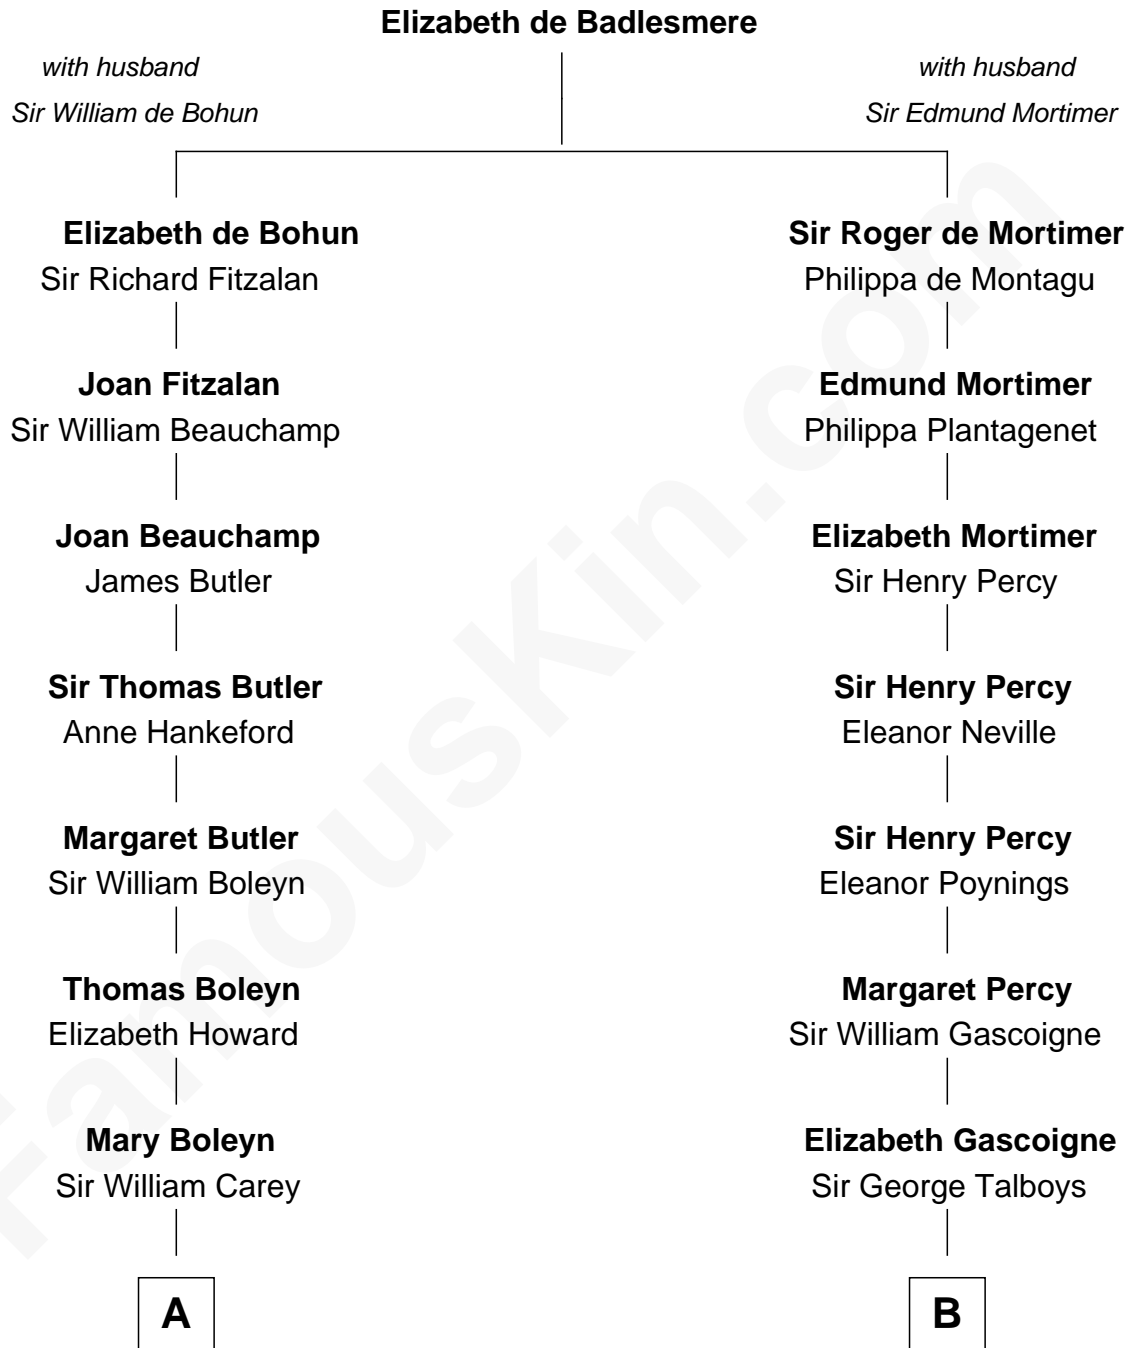 Elizabeth de Badlesmere
with husband
Sir William de Bohun
with husband
Sir Edmund Mortimer
Elizabeth de Bohun
Sir Richard Fitzalan
Joan Fitzalan
Sir William Beauchamp
Joan Beauchamp
James Butler
Sir Thomas Butler
Anne Hankeford
Margaret Butler
Sir William Boleyn
Thomas Boleyn
Elizabeth Howard
Mary Boleyn
Sir William Carey
A
Sir Roger de Mortimer
Philippa de Montagu
Edmund Mortimer
Philippa Plantagenet
Elizabeth Mortimer
Sir Henry Percy
Sir Henry Percy
Eleanor Neville
Sir Henry Percy
Eleanor Poynings
Margaret Percy
Sir William Gascoigne
Elizabeth Gascoigne
Sir George Talboys
B
FamousKin.com